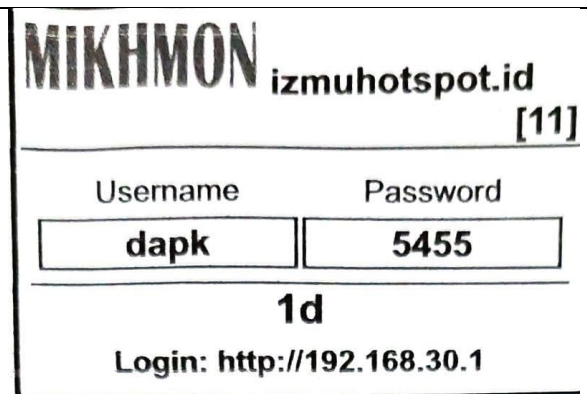 MIKHMON izmuhotspot.id
[11]
Username Password
dapk 5455
1d
Login: http://192.168.30.1